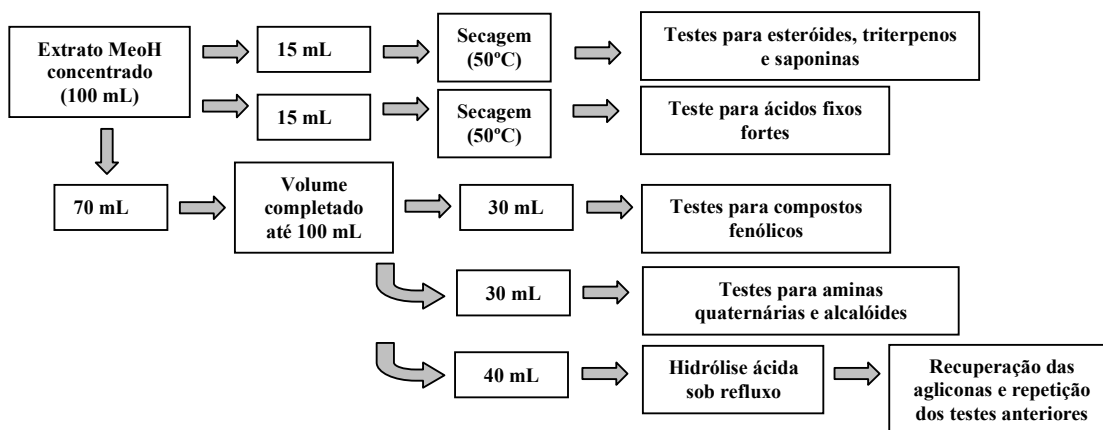 Extrato MeoH
concentrado
(100 mL)
15 mL
Secagem
(50ºC)
Testes para esteróides, triterpenos
e saponinas
15 mL
Secagem
(50ºC)
Teste para ácidos fixos
fortes
70 mL
Volume
completado
até 100 mL
30 mL
Testes para compostos
fenólicos
30 mL
Testes para aminas
quaternárias e alcalóides
40 mL
Hidrólise ácida
sob refluxo
Recuperação das
agliconas e repetição
dos testes anteriores